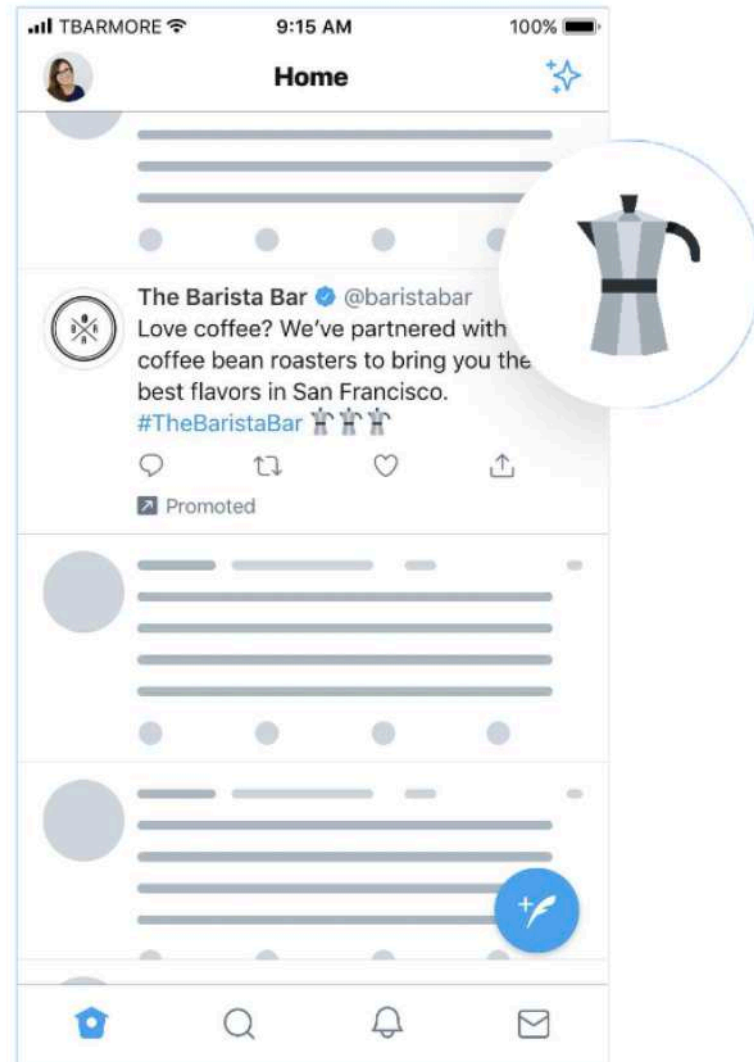 TBARMORE 9:15 AM 100%
Home
The Barista Bar @baristabar
Love coffee? We've partnered with
coffee bean roasters to bring you the
best flavors in San Francisco.
#TheBaristaBar
Promoted